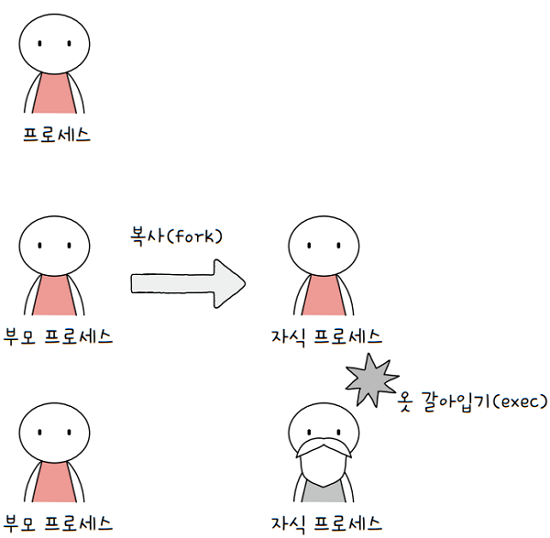 프로세스
복사(fork)
부모 프로세스
자식 프로세스
옷 갈아입기(exec)
부모 프로세스
자식 프로세스